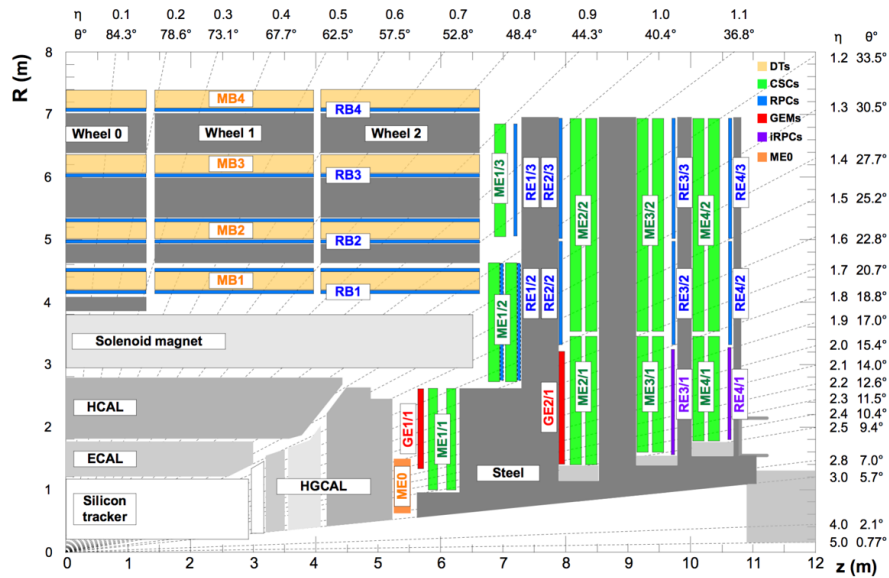 η 0.1 0.2 0.3 0.4 0.5 0.6 0.7 0.8 0.9 1.0 1.1
θ° 84.3° 78.6° 73.1° 67.7° 62.5° 57.5° 52.8° 48.4° 44.3° 40.4° 36.8° η θ°
R (m)
8
7
6
5
4
3
2
1
0
1.2 33.5°
1.3 30.5°
1.4 27.7°
1.5 25.2°
1.6 22.8°
1.7 20.7°
1.8 18.8°
1.9 17.0°
2.0 15.4°
2.1 14.0°
2.2 12.6°
2.3 11.5°
2.4 10.4°
2.5 9.4°
2.8 7.0°
3.0 5.7°
4.0 2.1°
5.0 0.77°
DTs
CSCs
RPCs
GEMs
iRPCs
ME0
MB4
RB4
Wheel 0 Wheel 1 Wheel 2
MB3
RB3
MB2
RB2
MB1
RB1
Solenoid magnet
HCAL
ECAL
Silicon
tracker
HGCAL
Steel
ME0
GE1/1
ME1/1
ME1/2
ME1/3
RE1/3
RE2/3
RE1/2
RE2/2
GE2/1
ME2/2
ME2/1
ME3/2
ME3/1
RE3/3
RE3/2
RE3/1
ME4/2
ME4/1
RE4/3
RE4/2
RE4/1
0 1 2 3 4 5 6 7 8 9 10 11 12
z (m)